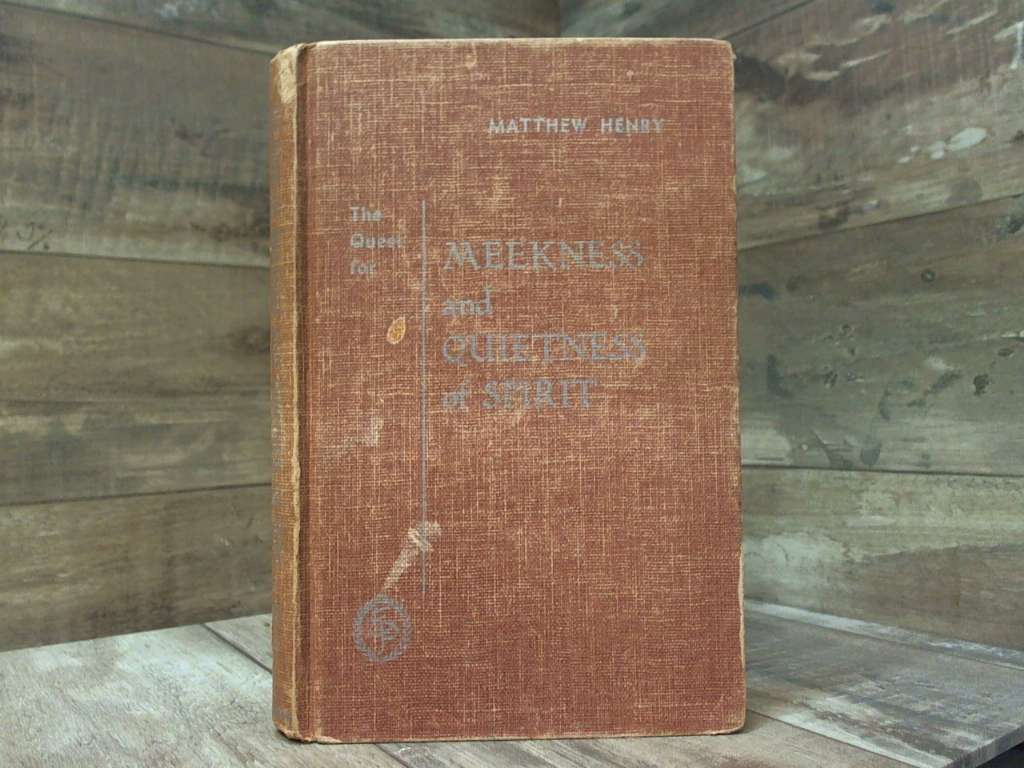 MATTHEW HENRY
The
Quest
for
MEEKNESS
and
QUIETNESS
of SPIRIT